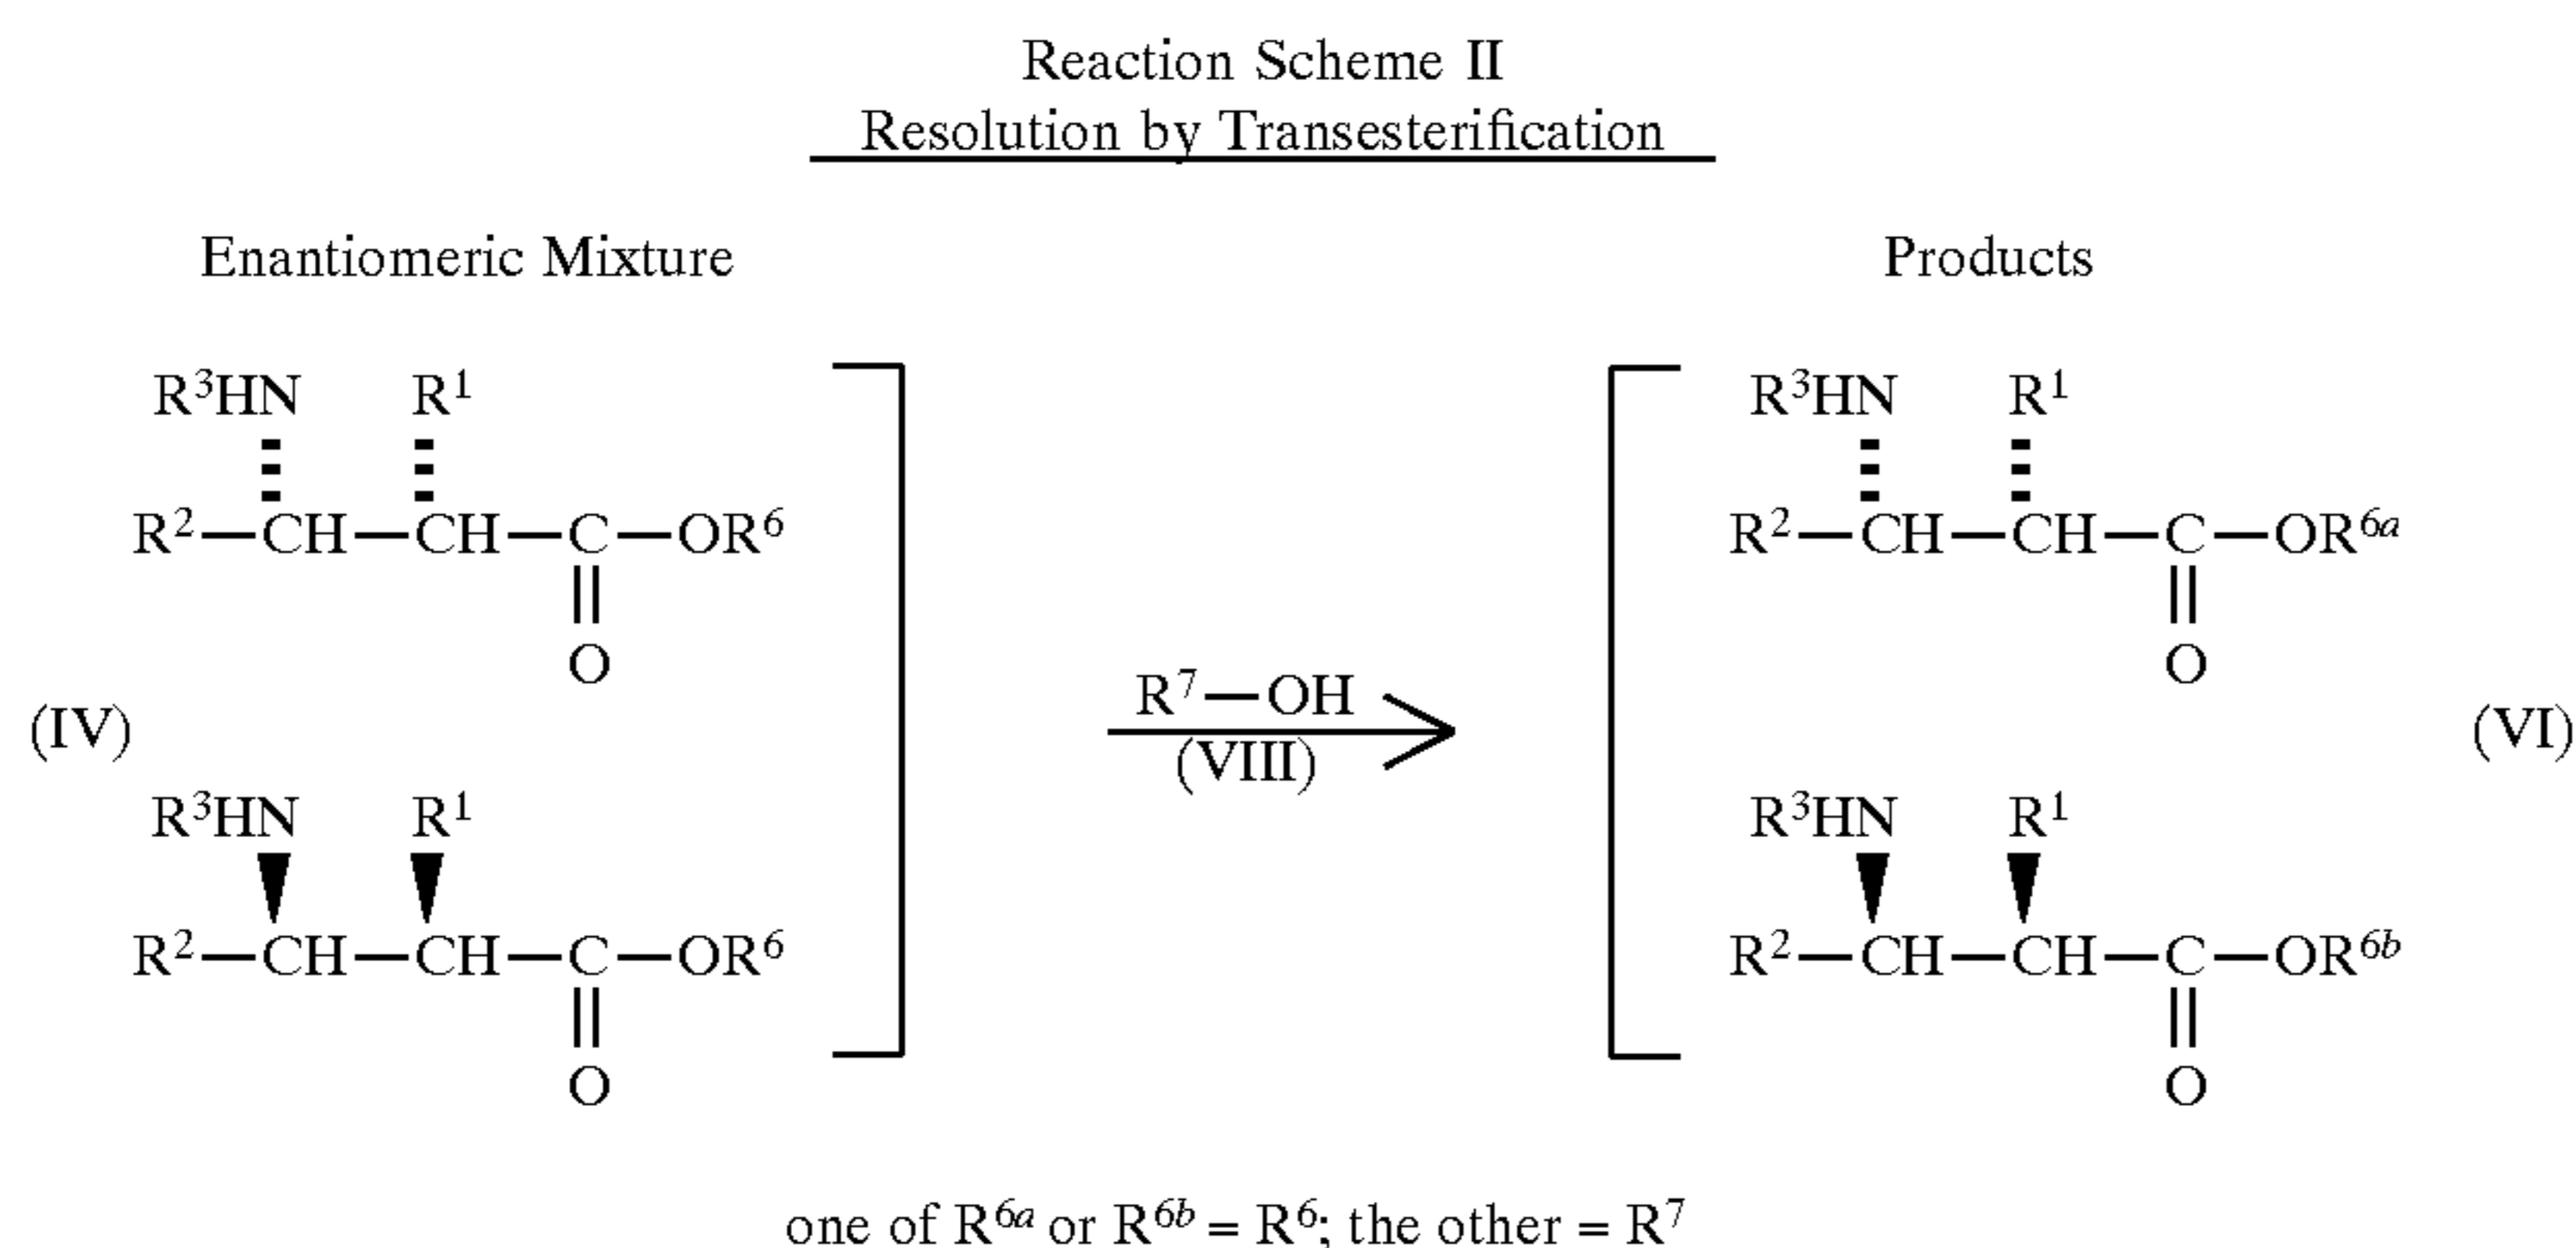 Reaction Scheme II
Resolution by Transesterification
Enantiomeric Mixture
Products
R³HN R¹
R²—CH—CH—C—OR⁶
O
(IV)
R³HN R¹
R²—CH—CH—C—OR⁶
O
R⁷—OH
(VIII)
R³HN R¹
R²—CH—CH—C—OR⁶ᵃ
O
(VI)
R³HN R¹
R²—CH—CH—C—OR⁶ᵇ
O
one of R⁶ᵃ or R⁶ᵇ = R⁶; the other = R⁷